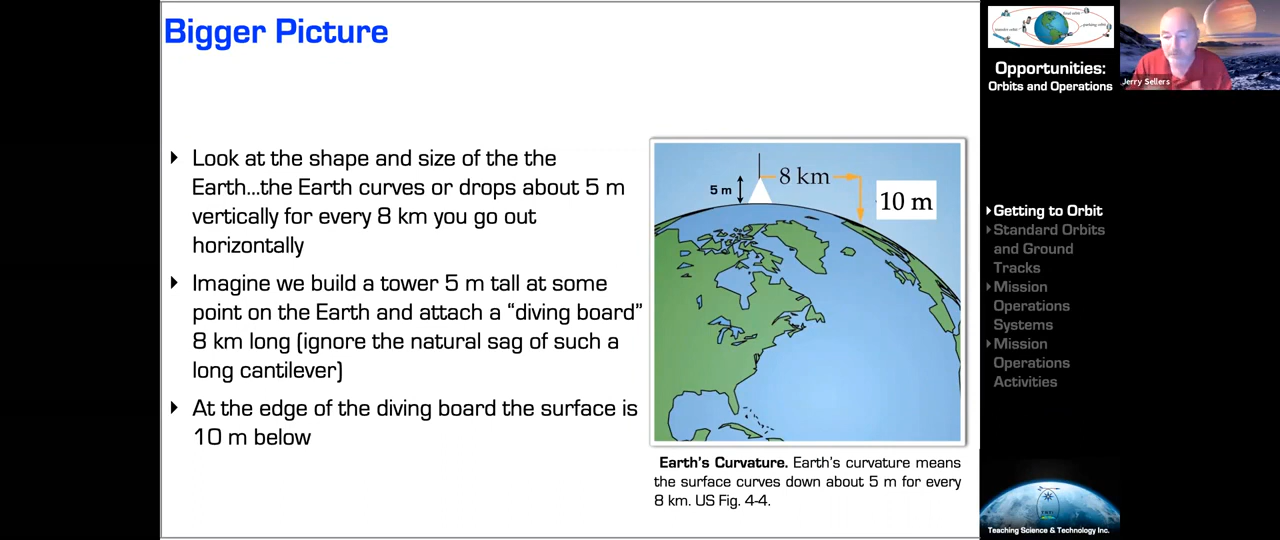 Bigger Picture
Look at the shape and size of the the
Earth...the Earth curves or drops about 5 m
vertically for every 8 km you go out
horizontally
Imagine we build a tower 5 m tall at some
point on the Earth and attach a “diving board”
8 km long (ignore the natural sag of such a
long cantilever)
At the edge of the diving board the surface is
10 m below
5 m
8 km
10 m
Earth's Curvature. Earth's curvature means
the surface curves down about 5 m for every
8 km. US Fig. 4-4.
Opportunities:
Orbits and Operations
Jerry Sellers
Getting to Orbit
Standard Orbits
and Ground
Tracks
Mission
Operations
Systems
Mission
Operations
Activities
Teaching Science & Technology Inc.